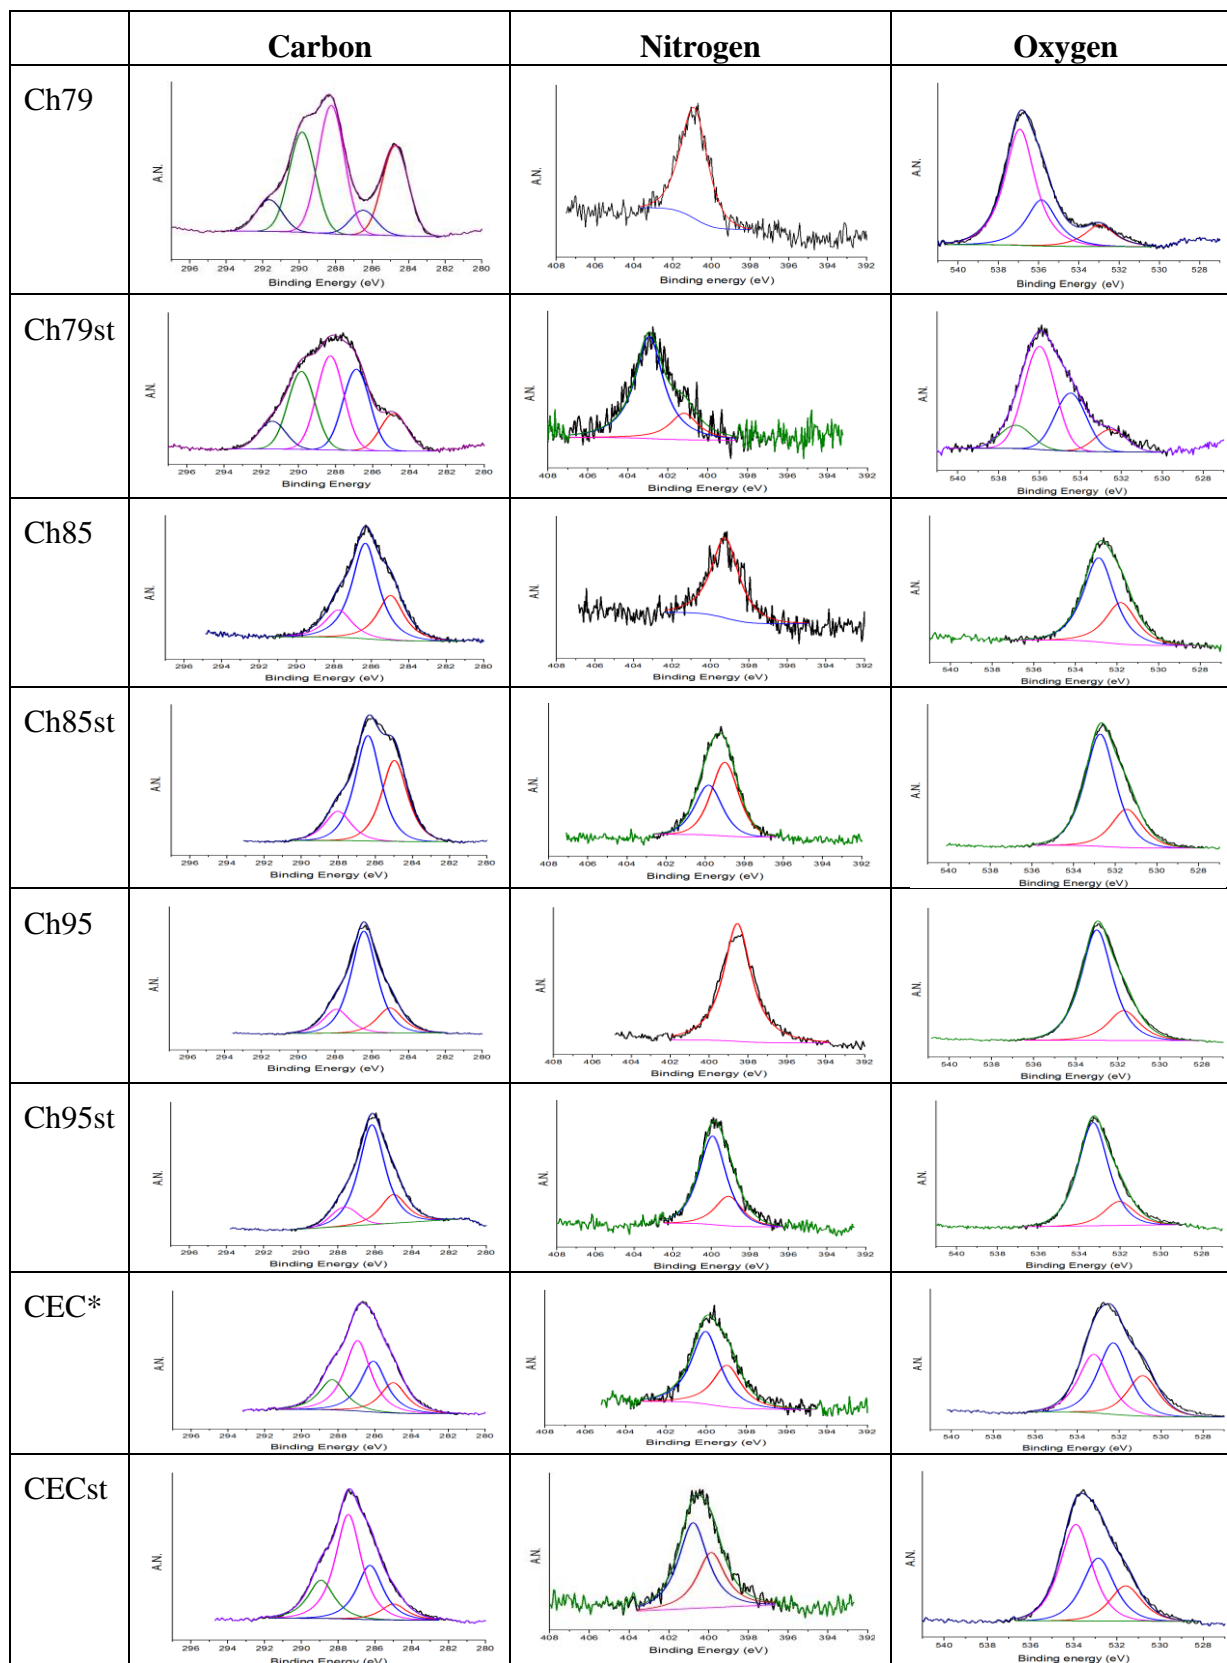 Carbon Nitrogen Oxygen
Ch79
A.N.
296 294 292 290 288 286 284 282 280
Binding Energy (eV)
A.N.
408 406 404 402 400 398 396 394 392
Binding energy (eV)
A.N.
540 538 536 534 532 530 528
Binding Energy (eV)
Ch79st
A.N.
296 294 292 290 288 286 284 282 280
Binding Energy
A.N.
408 406 404 402 400 398 396 394 392
Binding Energy (eV)
A.N.
540 538 536 534 532 530 528
Binding Energy (eV)
Ch85
A.N.
296 294 292 290 288 286 284 282 280
Binding Energy (eV)
A.N.
408 406 404 402 400 398 396 394 392
Binding Energy (eV)
A.N.
540 538 536 534 532 530 528
Binding Energy (eV)
Ch85st
A.N.
296 294 292 290 288 286 284 282 280
Binding Energy (eV)
A.N.
408 406 404 402 400 398 396 394 392
Binding Energy (eV)
A.N.
540 538 536 534 532 530 528
Binding Energy (eV)
Ch95
A.N.
296 294 292 290 288 286 284 282 280
Binding Energy (eV)
A.N.
408 406 404 402 400 398 396 394 392
Binding Energy (eV)
A.N.
540 538 536 534 532 530 528
Binding Energy (eV)
Ch95st
A.N.
296 294 292 290 288 286 284 282 280
Binding Energy (eV)
A.N.
408 406 404 402 400 398 396 394 392
Binding Energy (eV)
A.N.
540 538 536 534 532 530 528
Binding Energy (eV)
CEC*
A.N.
296 294 292 290 288 286 284 282 280
Binding Energy (eV)
A.N.
408 406 404 402 400 398 396 394 392
Binding Energy (eV)
A.N.
540 538 536 534 532 530 528
Binding Energy (eV)
CECst
A.N.
296 294 292 290 288 286 284 282 280
Binding Energy (eV)
A.N.
408 406 404 402 400 398 396 394 392
Binding Energy (eV)
A.N.
540 538 536 534 532 530 528
Binding energy (eV)